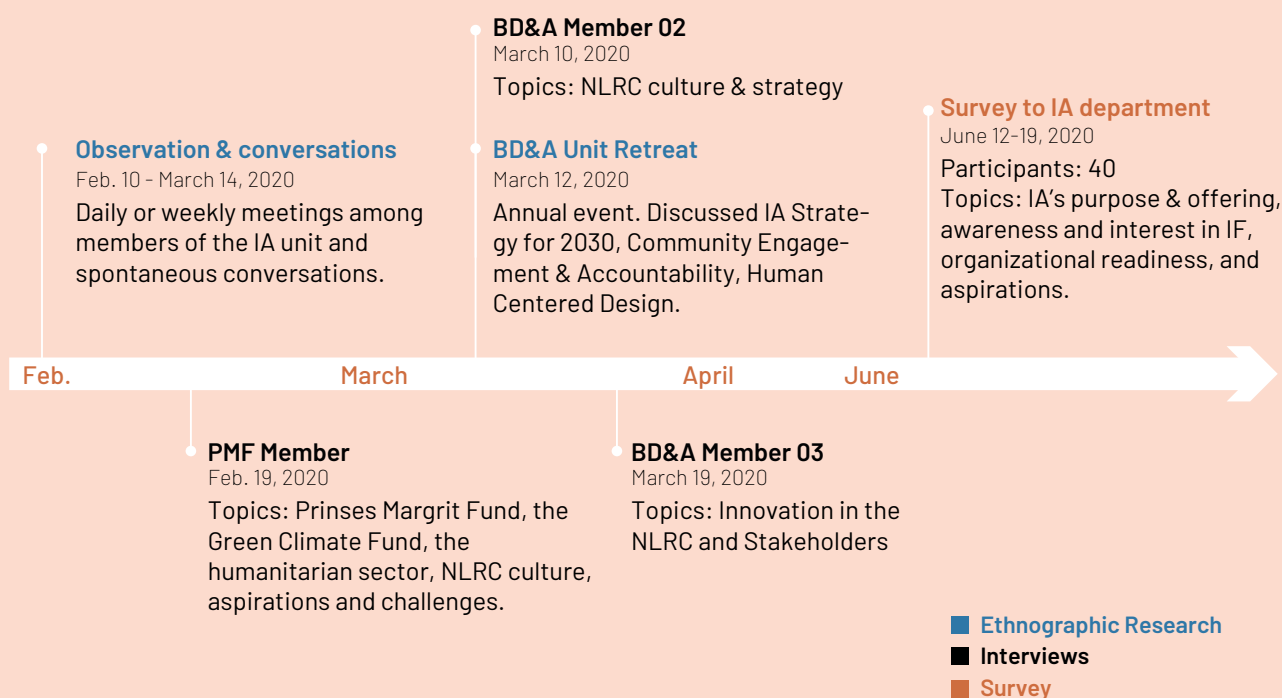 BD&A Member 02
March 10, 2020
Topics: NLRC culture & strategy
Observation & conversations
Feb. 10 - March 14, 2020
Daily or weekly meetings among
members of the IA unit and
spontaneous conversations.
BD&A Unit Retreat
March 12, 2020
Annual event. Discussed IA Strate-
gy for 2030, Community Engage-
ment & Accountability, Human
Centered Design.
Survey to IA department
June 12-19, 2020
Participants: 40
Topics: IA’s purpose & offering,
awareness and interest in IF,
organizational readiness, and
aspirations.
Feb.
March
April
June
PMF Member
Feb. 19, 2020
Topics: Prinses Margrit Fund, the
Green Climate Fund, the
humanitarian sector, NLRC culture,
aspirations and challenges.
BD&A Member 03
March 19, 2020
Topics: Innovation in the
NLRC and Stakeholders
Ethnographic Research
Interviews
Survey